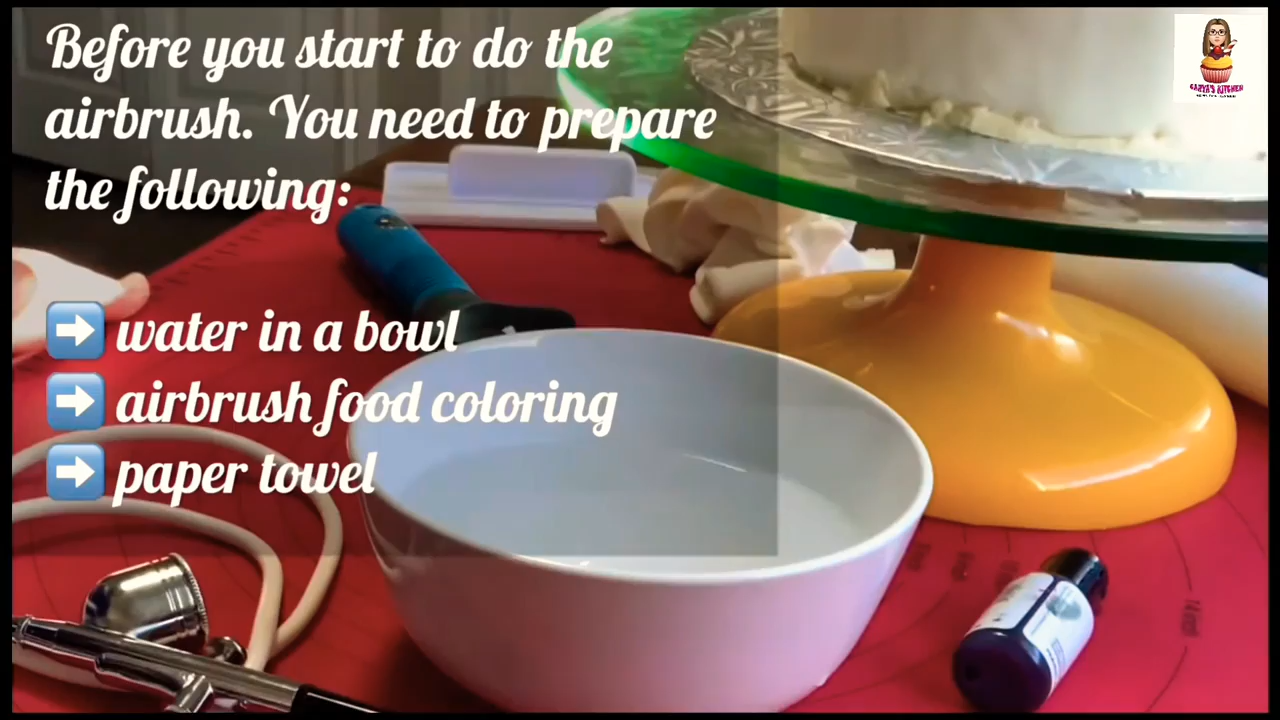 Before you start to do the
airbrush. You need to prepare
the following:
➡ water in a bowl
➡ airbrush food coloring
➡ paper towel